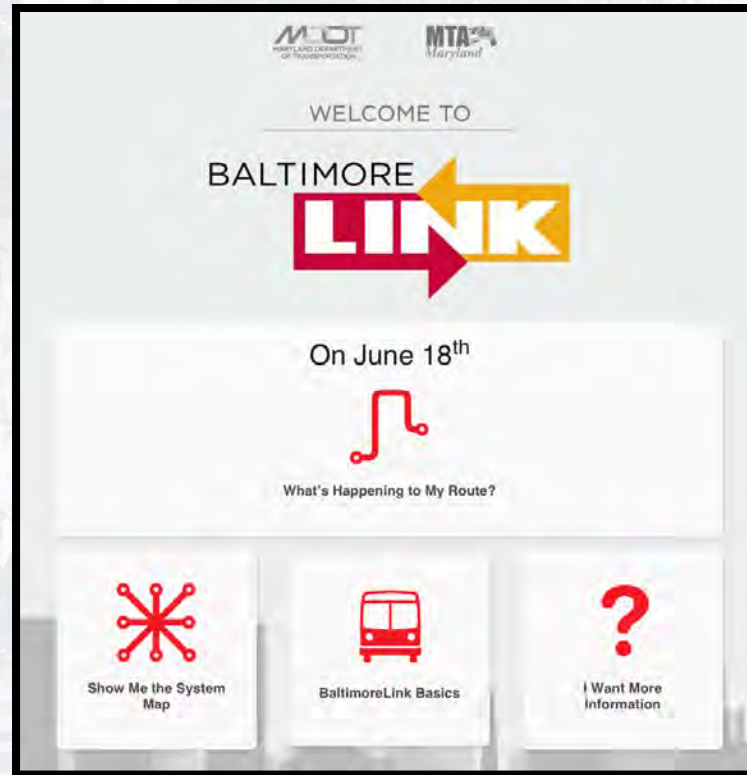 MDOT
MARYLAND DEPARTMENT
OF TRANSPORTATION
MTA
Maryland
WELCOME TO
BALTIMORE
LINK
On June 18th
What's Happening to My Route?
Show Me the System
Map
BaltimoreLink Basics
I Want More
Information
?